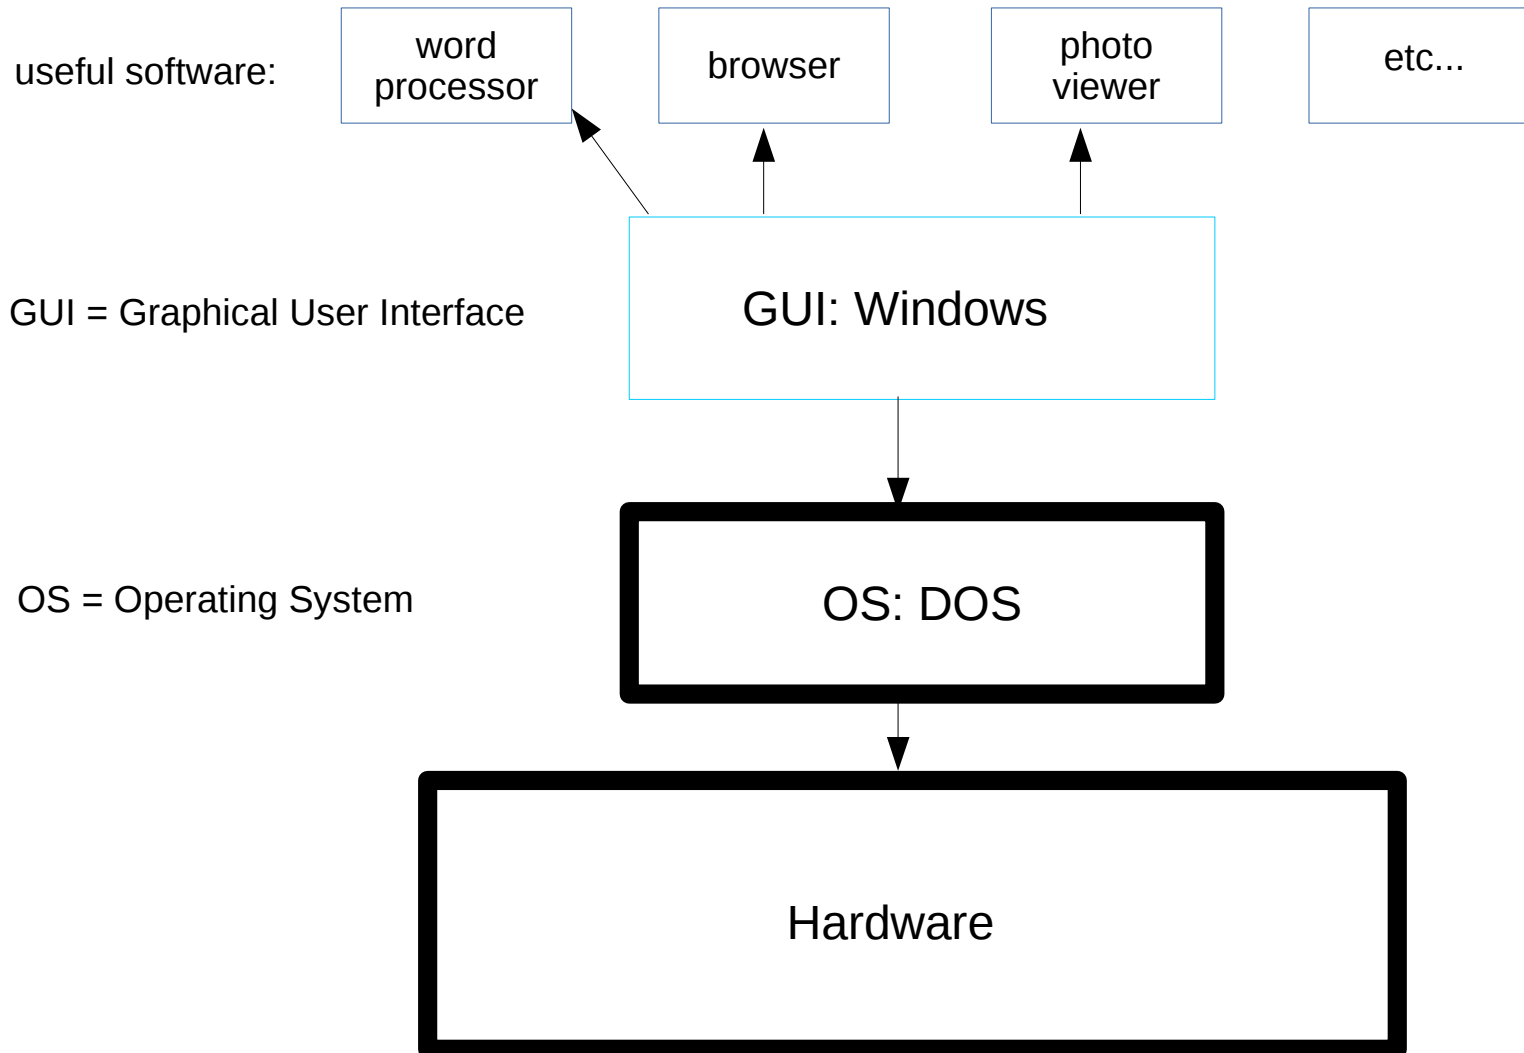 useful software:
word
processor
browser
photo
viewer
etc...
GUI = Graphical User Interface
GUI: Windows
OS = Operating System
OS: DOS
Hardware